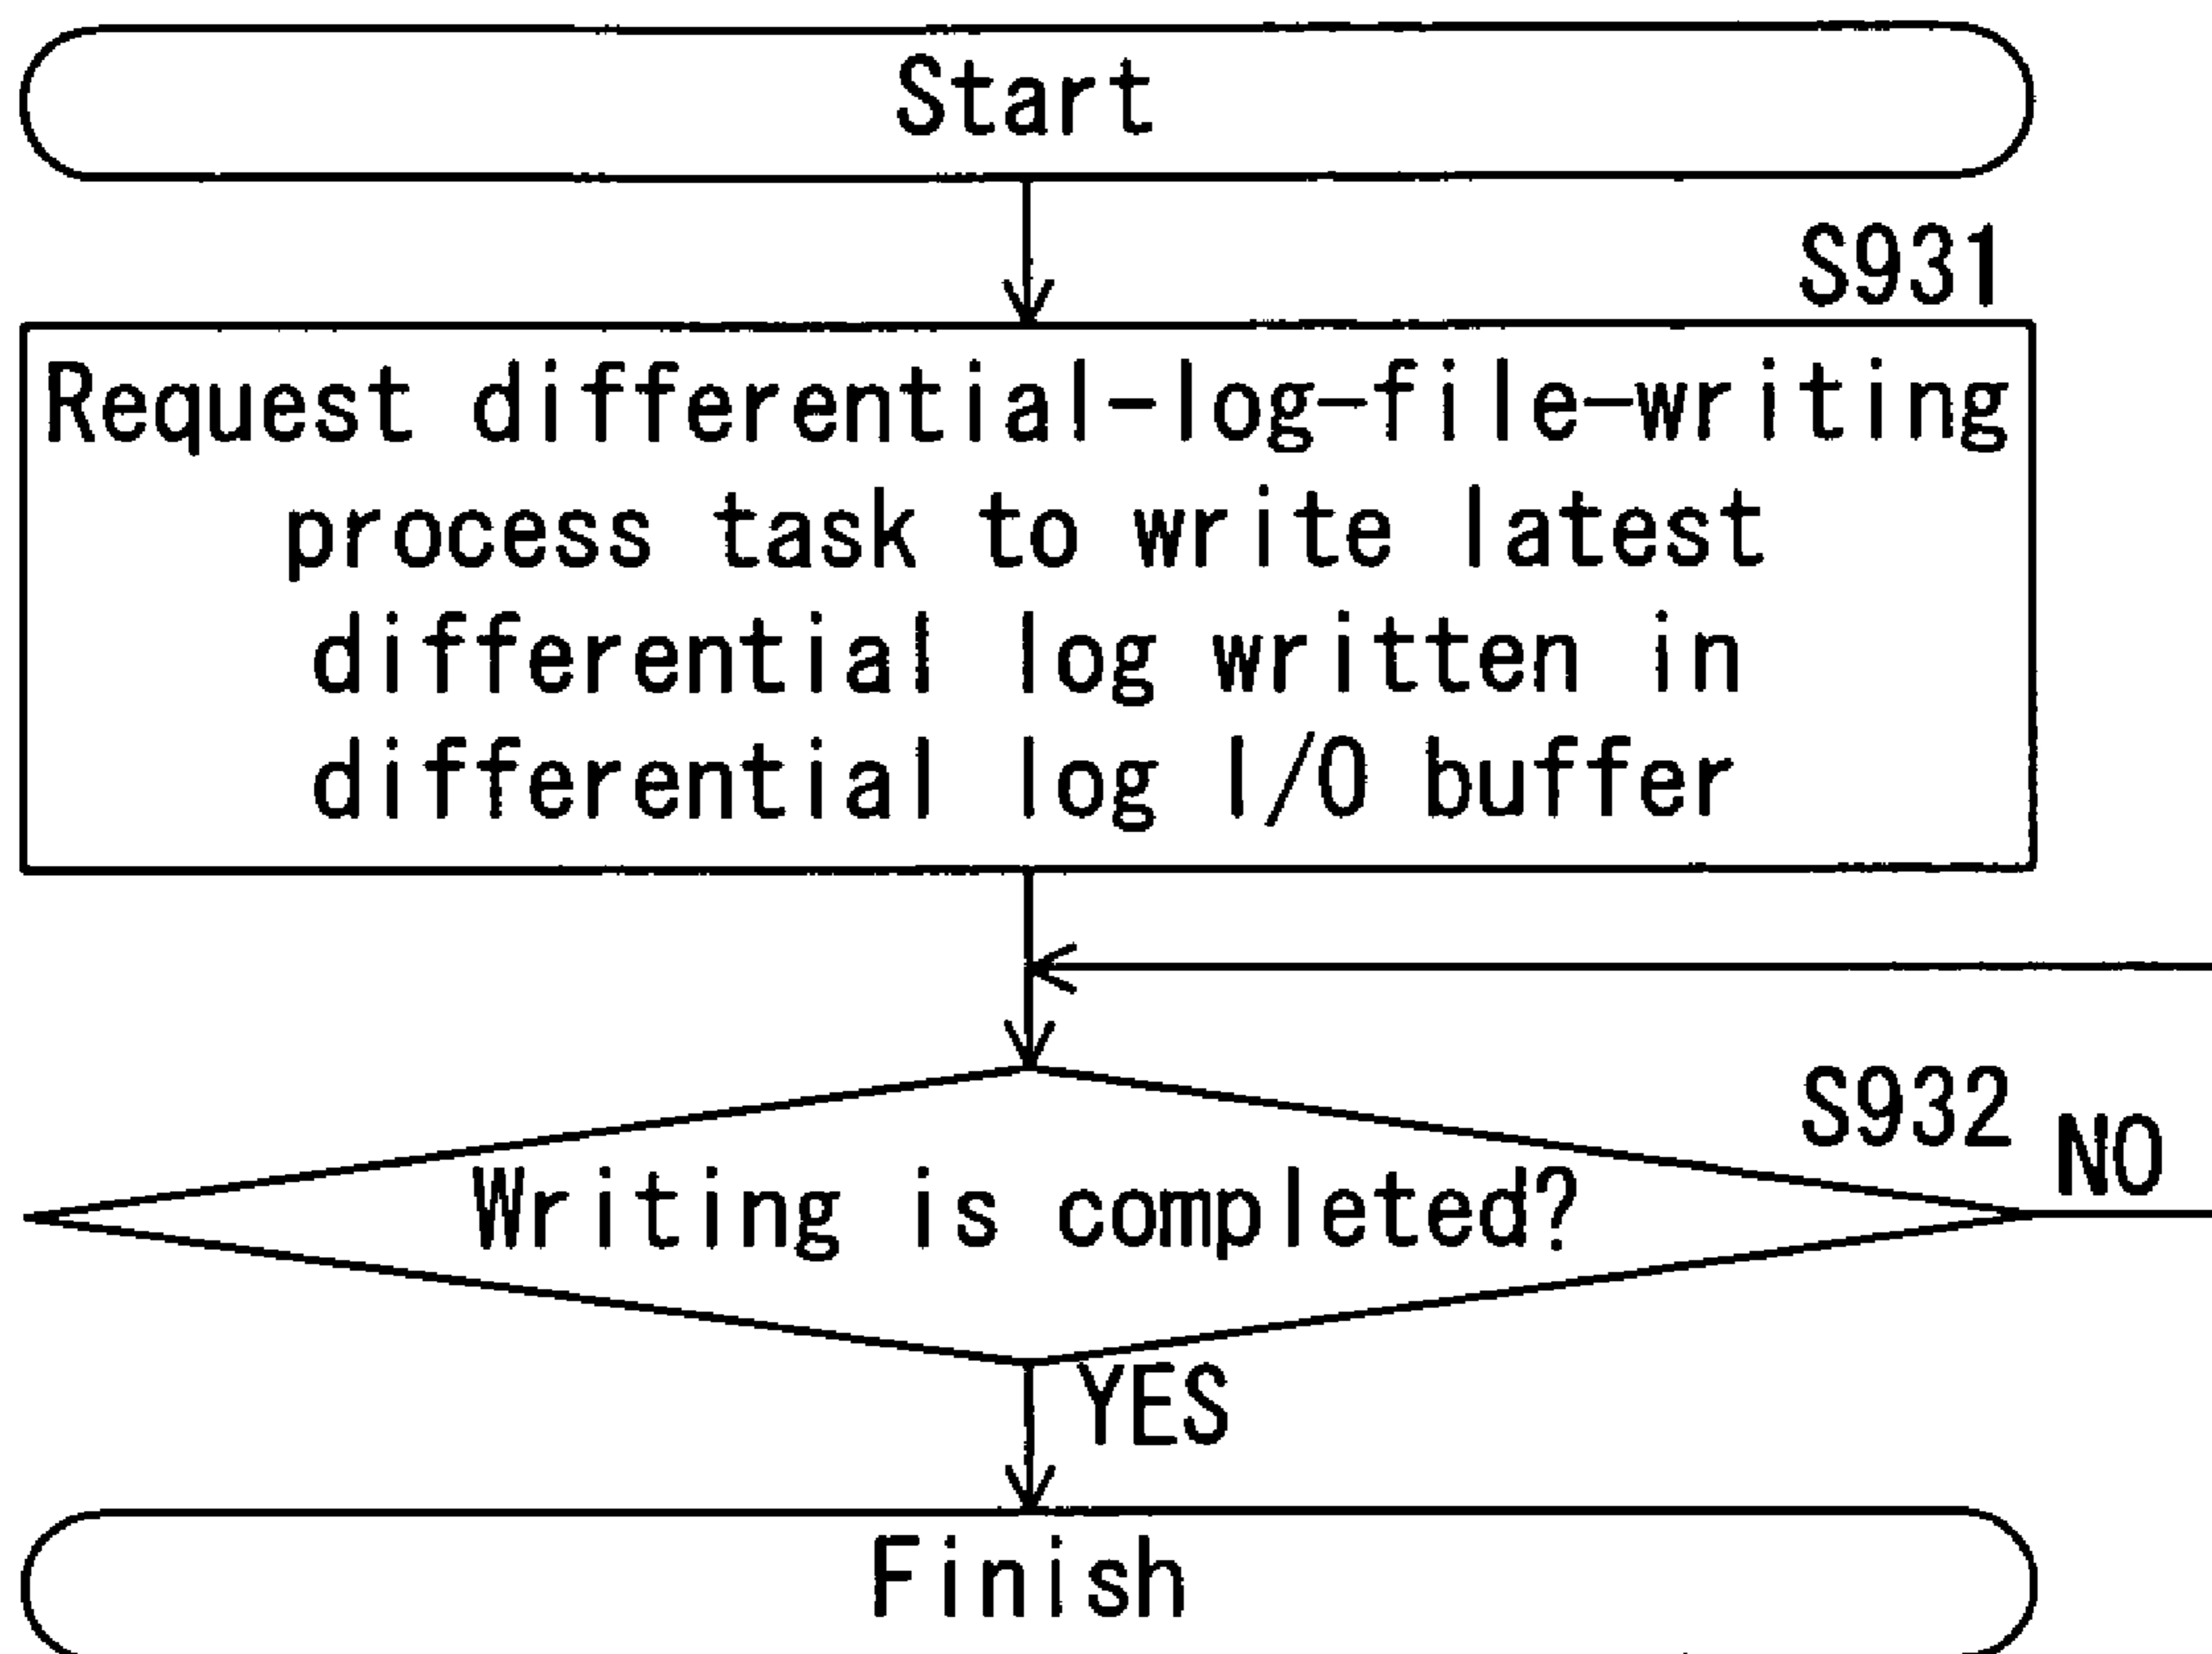 Start
S931
Request differential-log-file-writing
process task to write latest
differential log written in
differential log I/O buffer
S932
NO
Writing is completed?
YES
Finish